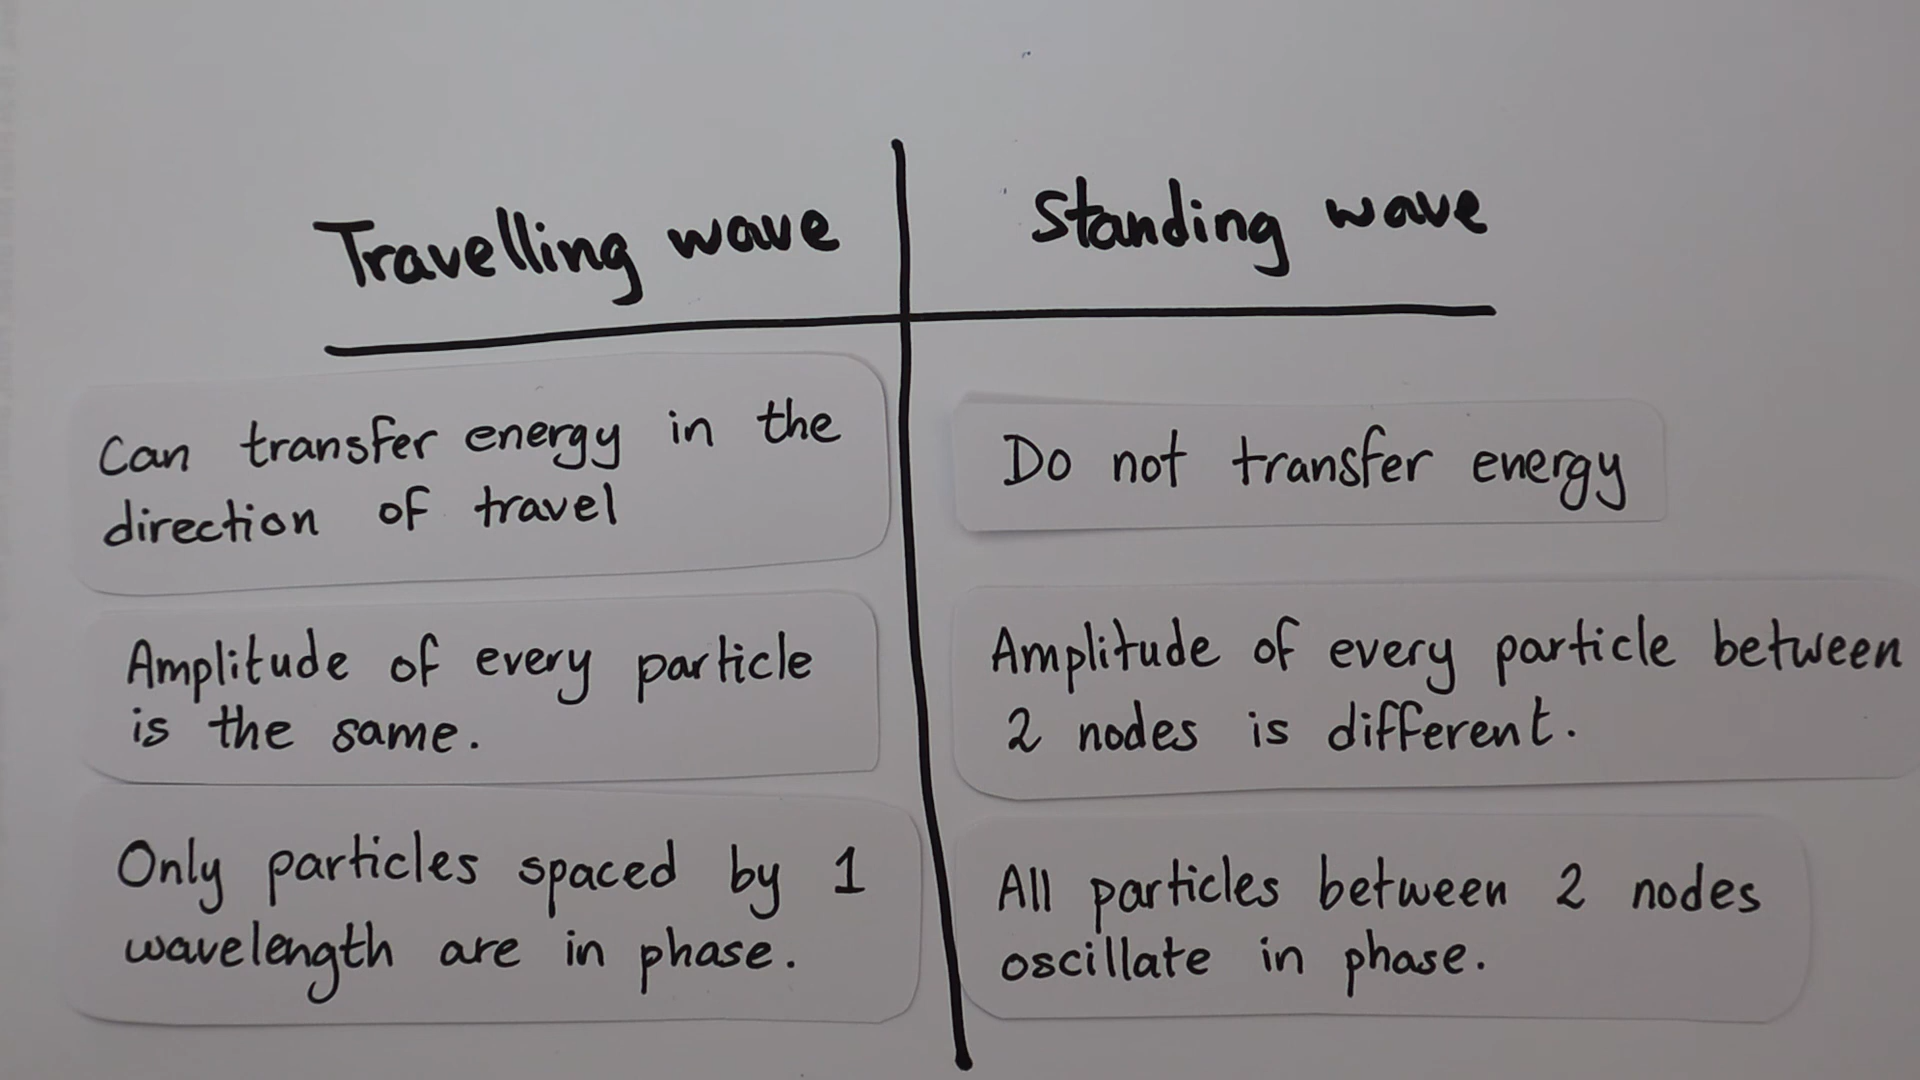 Travelling wave
Standing wave
Can transfer energy in the
direction of travel
Do not transfer energy
Amplitude of every particle
is the same.
Amplitude of every particle between
2 nodes is different.
Only particles spaced by 1
wavelength are in phase.
All particles between 2 nodes
oscillate in phase.